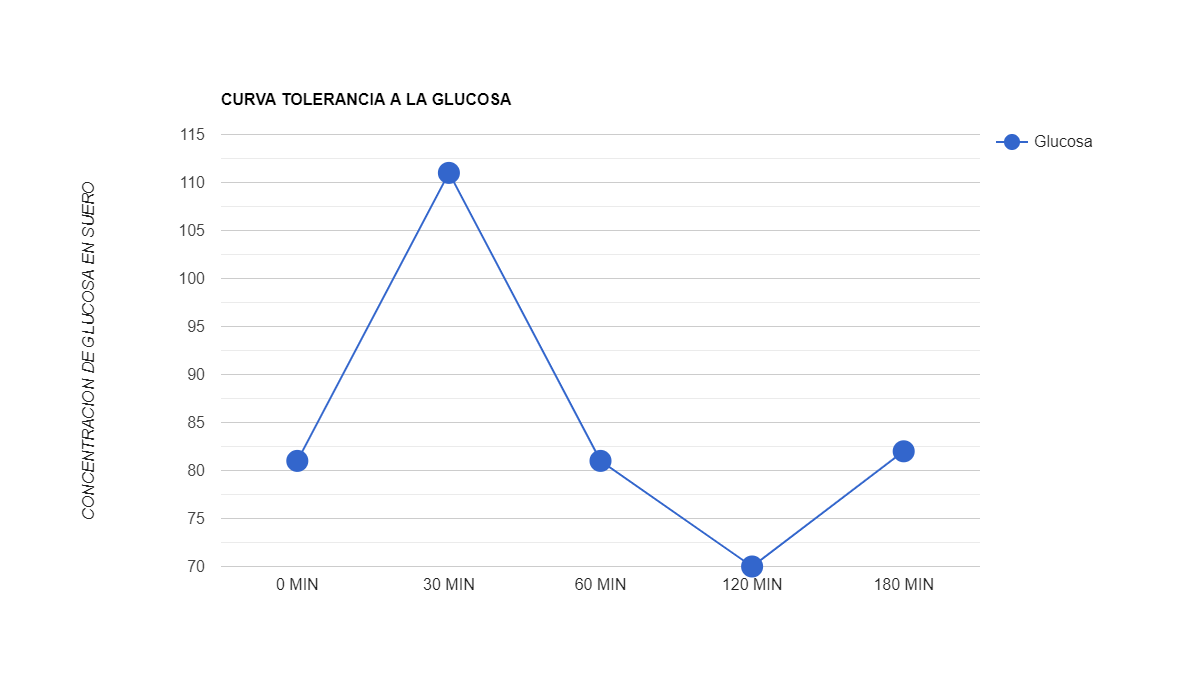 CURVA TOLERANCIA A LA GLUCOSA
Glucosa
CONCENTRACION DE GLUCOSA EN SUERO
115
110
105
100
95
90
85
80
75
70
0 MIN 30 MIN 60 MIN 120 MIN 180 MIN